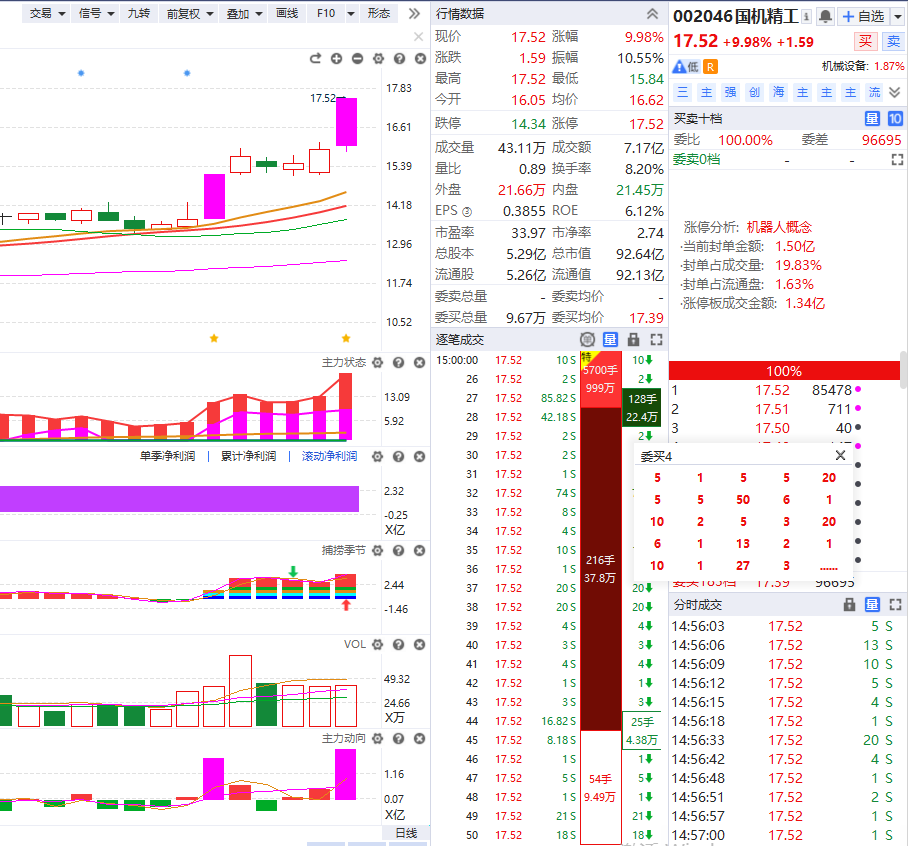 交易 信号 九转 前复权 叠加 画线 F10 形态
17.83
17.52
16.61
15.39
14.18
12.96
11.74
10.52
主力状态
13.09
5.92
单季净利润 | 累计净利润 | 滚动净利润
2.32
-0.25
X亿
捕捞季节
2.44
-1.46
VOL
49.32
24.66
X万
主力动向
1.16
0.07
X亿
日线
行情数据
现价 17.52 涨幅 9.98%
涨跌 1.59 振幅 10.55%
最高 17.52 最低 15.84
今开 16.05 均价 16.62
跌停 14.34 涨停 17.52
成交量 43.11万 成交额 7.17亿
量比 0.89 换手率 8.20%
外盘 21.66万 内盘 21.45万
EPS ③ 0.3855 ROE 6.12%
市盈率 33.97 市净率 2.74
总股本 5.29亿 总市值 92.64亿
流通股 5.26亿 流通值 92.13亿
委卖总量 - 委卖均价 -
委买总量 9.67万 委买均价 17.39
逐笔成交 量
15:00:00 17.52 10 S
26 17.52 2 S
27 17.52 85.82 S
28 17.52 42.18 S
29 17.52 2 S
30 17.52 2 S
31 17.52 1 S
32 17.52 74 S
33 17.52 8 S
34 17.52 4 S
35 17.52 10 S
36 17.52 1 S
37 17.52 20 S
38 17.52 20 S
39 17.52 4 S
40 17.52 3 S
41 17.52 4 S
42 17.52 1 S
43 17.52 3 S
44 17.52 16.82 S
45 17.52 8.18 S
46 17.52 1 S
47 17.52 5 S
48 17.52 1 S
49 17.52 21 S
50 17.52 18 S
特
5700手
999万
216手
37.8万
54手
9.49万
10
2
128手
22.4万
2
20
20
4
3
4
1
3
25手
4.38万
1
5
1
21
18
002046 国机精工 自选
17.52 +9.98% +1.59 买 卖
低 R 机械设备: 1.87%
三 主 强 创 海 主 主 主 流
买卖十档 量 10
委比 100.00% 委差 96695
委卖0档 - -
涨停分析: 机器人概念
·当前封单金额: 1.50亿
·封单占成交量: 19.83%
·封单占流通盘: 1.63%
·涨停板成交金额: 1.34亿
100%
1 17.52 85478
2 17.51 711
3 17.50 40
委买4
5 1 5 5 20
5 5 50 6 1
10 2 5 3 20
6 1 13 2 1
10 1 27 3 ......
17.39 96695
分时成交 量
14:56:03 17.52 5 S
14:56:06 17.52 13 S
14:56:09 17.52 10 S
14:56:12 17.52 5 S
14:56:15 17.52 4 S
14:56:18 17.52 1 S
14:56:33 17.52 20 S
14:56:42 17.52 4 S
14:56:48 17.52 1 S
14:56:51 17.52 2 S
14:56:57 17.52 1 S
14:57:00 17.52 1 S